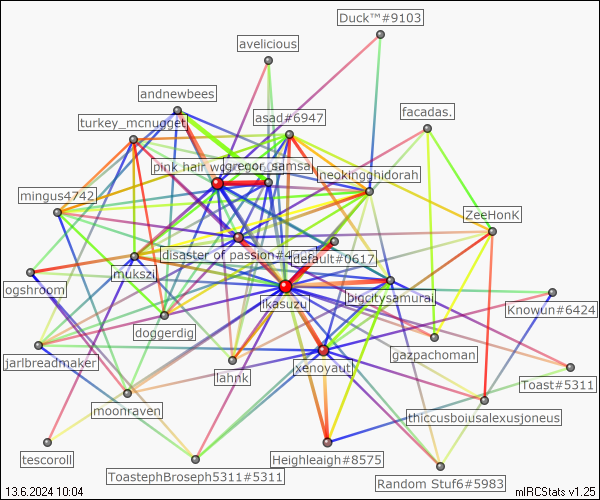 Duck™#9103
avelicious
andnewbees
facadas.
asad#6947
turkey_mcnugget
gregor_samsa
pink hair
neokingghidorah
mingus4742
ZeeHonK
disaster of passion#4
default#0617
mukszi
ogshroom
bigcitysamurai
ikasuzu
Knowun#6424
doggerdig
gazpachoman
jarlbreadmaker
xenoyauti
lahnk
Toast#5311
moonraven
thiccusboiusalexusjoneus
tescoroll
Heighleaigh#8575
ToastephBroseph5311#5311
Random Stuf6#5983
13.6.2024 10:04
mIRCStats v1.25